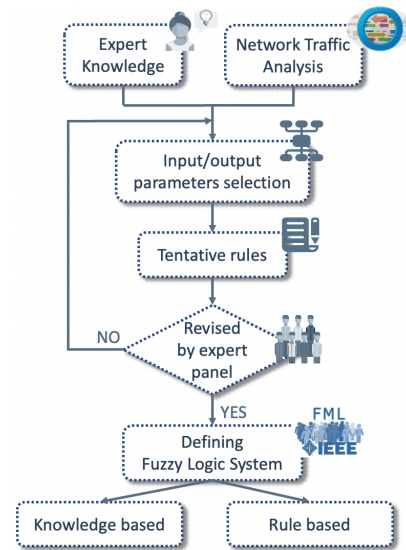 Expert
Knowledge
Network Traffic
Analysis
Input/output
parameters selection
Tentative rules
Revised
by expert
panel
NO
YES
FML
IEEE
Defining
Fuzzy Logic System
Knowledge based
Rule based